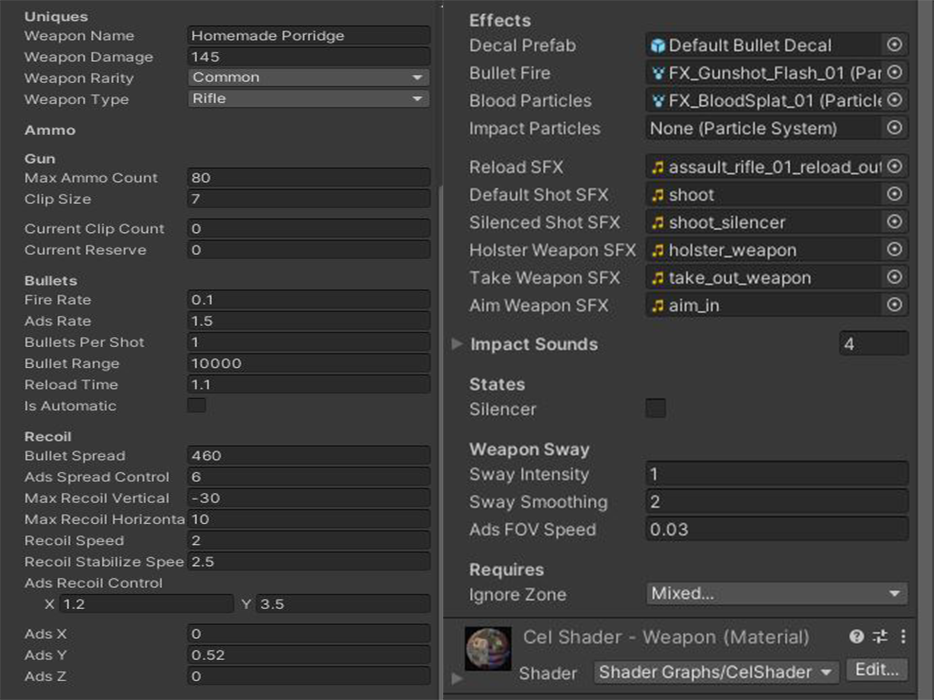 Uniques
Weapon Name Homemade Porridge
Weapon Damage 145
Weapon Rarity Common
Weapon Type Rifle
Ammo
Gun
Max Ammo Count 80
Clip Size 7
Current Clip Count 0
Current Reserve 0
Bullets
Fire Rate 0.1
Ads Rate 1.5
Bullets Per Shot 1
Bullet Range 10000
Reload Time 1.1
Is Automatic
Recoil
Bullet Spread 460
Ads Spread Control 6
Max Recoil Vertical -30
Max Recoil Horizonta 10
Recoil Speed 2
Recoil Stabilize Spee 2.5
Ads Recoil Control
X 1.2 Y 3.5
Ads X 0
Ads Y 0.52
Ads Z 0
Effects
Decal Prefab Default Bullet Decal
Bullet Fire FX_Gunshot_Flash_01 (Par
Blood Particles FX_BloodSplat_01 (Particle
Impact Particles None (Particle System)
Reload SFX assault_rifle_01_reload_out
Default Shot SFX shoot
Silenced Shot SFX shoot_silencer
Holster Weapon SFX holster_weapon
Take Weapon SFX take_out_weapon
Aim Weapon SFX aim_in
Impact Sounds 4
States
Silencer
Weapon Sway
Sway Intensity 1
Sway Smoothing 2
Ads FOV Speed 0.03
Requires
Ignore Zone Mixed...
Cel Shader - Weapon (Material)
Shader Shader Graphs/CelShader Edit...